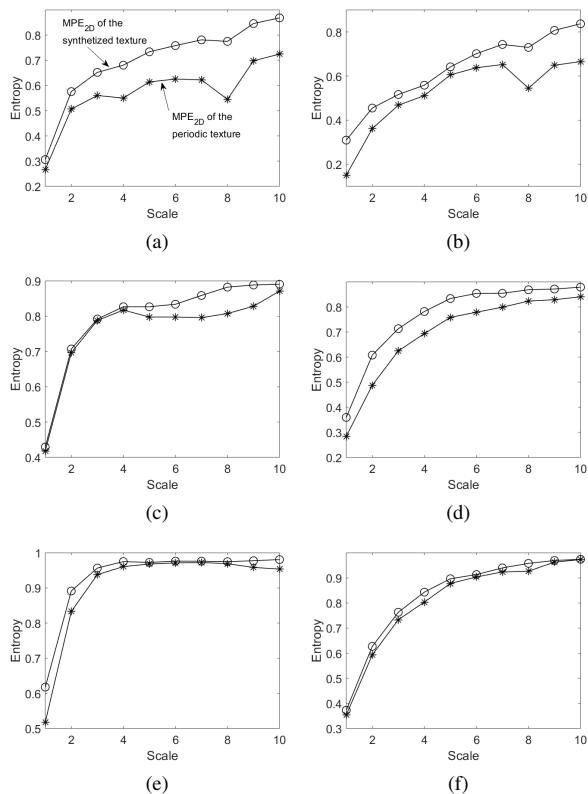 0.8
0.7
0.6
0.5
0.4
0.3
0.2
Entropy
MPE2D of the
synthetized texture
MPE2D of the
periodic texture
2 4 6 8 10
Scale
(a)
0.8
0.6
0.4
0.2
Entropy
2 4 6 8 10
Scale
(b)
0.9
0.8
0.7
0.6
0.5
0.4
Entropy
2 4 6 8 10
Scale
(c)
0.8
0.7
0.6
0.5
0.4
0.3
0.2
Entropy
2 4 6 8 10
Scale
(d)
1
0.9
0.8
0.7
0.6
0.5
Entropy
2 4 6 8 10
Scale
(e)
0.9
0.8
0.7
0.6
0.5
0.4
0.3
Entropy
2 4 6 8 10
Scale
(f)